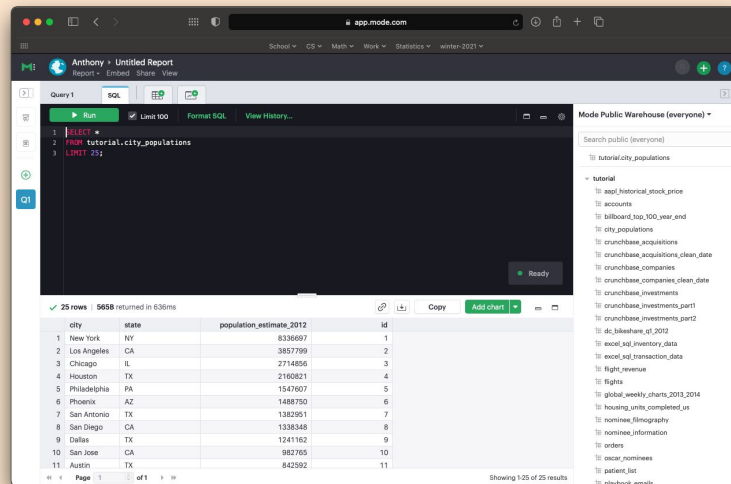 app.mode.com
School CS Math Work Statistics winter-2021
Anthony Untitled Report
Report Embed Share View
? 
Query 1 SQL
Run Limit 100 Format SQL View History...
Mode Public Warehouse (everyone)
Search public (everyone)
tutorial.city_populations
1 SELECT *
2 FROM tutorial.city_populations
3 LIMIT 25;
Q1
Ready
tutorial
aapl_historical_stock_price
accounts
billboard_top_100_year_end
city_populations
crunchbase_acquisitions
crunchbase_acquisitions_clean_date
crunchbase_companies
crunchbase_companies_clean_date
crunchbase_investments
crunchbase_investments_part1
crunchbase_investments_part2
dc_bikeshare_q1_2012
excel_sql_inventory_data
excel_sql_transaction_data
flight_revenue
flights
global_weekly_charts_2013_2014
housing_units_completed_us
nominee_filmography
nominee_information
orders
oscar_nominees
patient_list
playbook_emails
25 rows | 565B returned in 636ms
Copy Add chart
city state population_estimate_2012 id
1 New York NY 8336697 1
2 Los Angeles CA 3857799 2
3 Chicago IL 2714856 3
4 Houston TX 2160821 4
5 Philadelphia PA 1547607 5
6 Phoenix AZ 1488750 6
7 San Antonio TX 1382951 7
8 San Diego CA 1338348 8
9 Dallas TX 1241162 9
10 San Jose CA 982765 10
11 Austin TX 842592 11
Page 1 of 1
Showing 1-25 of 25 results